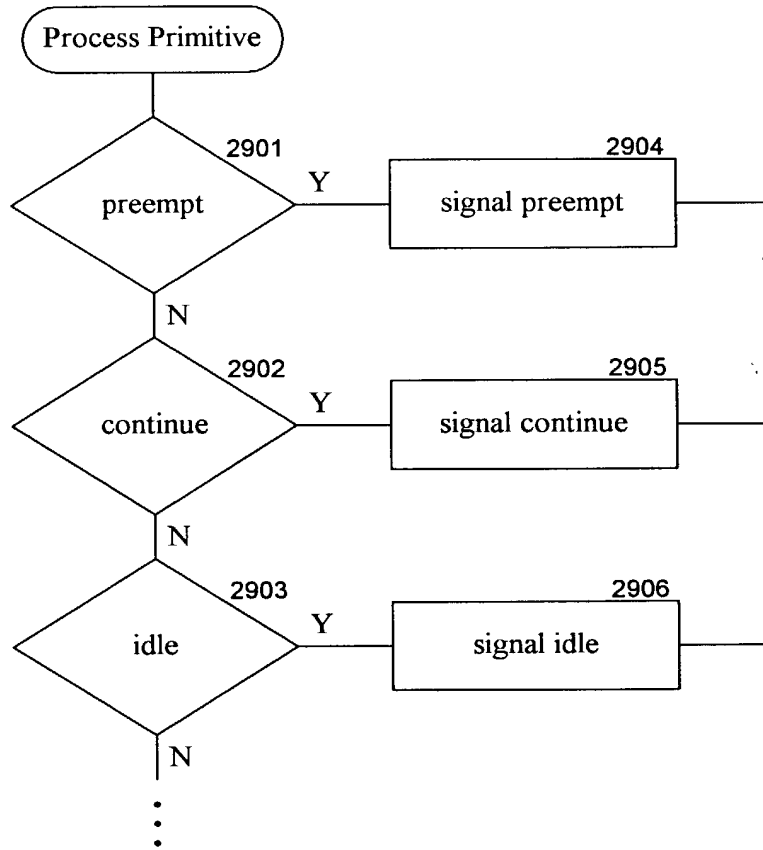 Process Primitive
2901
preempt
Y
2904
signal preempt
N
2902
continue
Y
2905
signal continue
N
2903
idle
Y
2906
signal idle
N